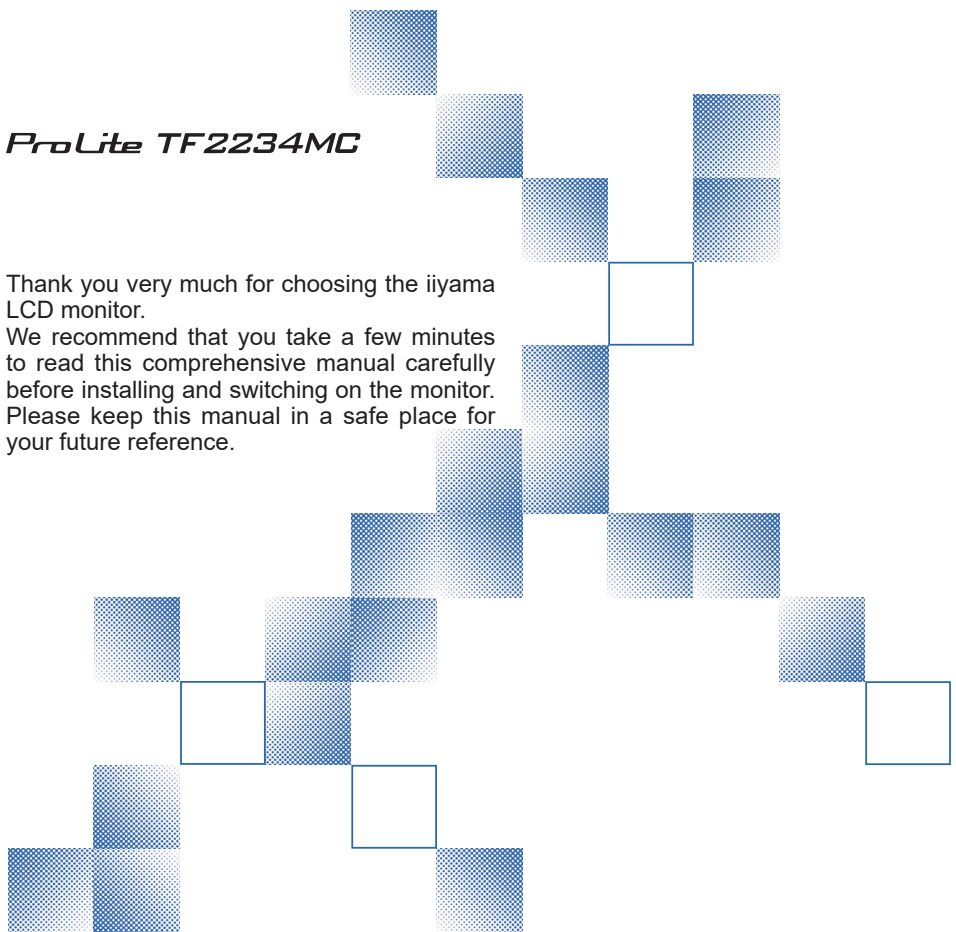 ProLite TF2234MC
Thank you very much for choosing the iiyama
LCD monitor.
We recommend that you take a few minutes
to read this comprehensive manual carefully
before installing and switching on the monitor.
Please keep this manual in a safe place for
your future reference.